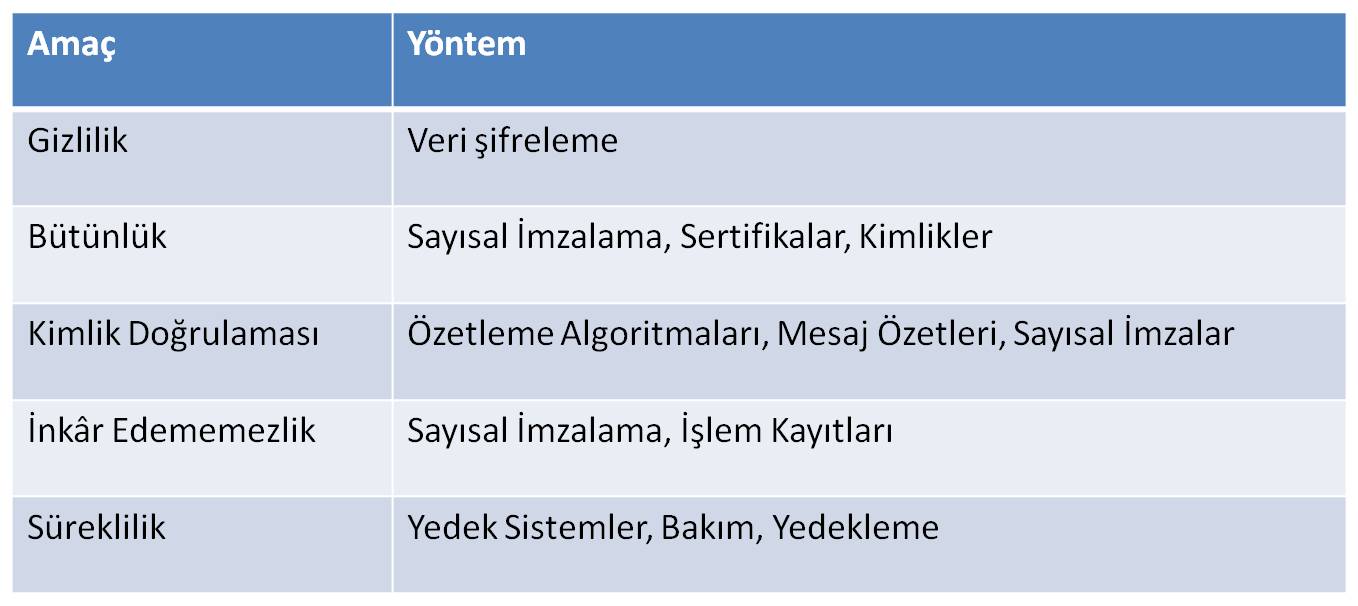 Amaç Yöntem
Gizlilik Veri şifreleme
Bütünlük Sayısal İmzalama, Sertifikalar, Kimlikler
Kimlik Doğrulaması Özetleme Algoritmaları, Mesaj Özetleri, Sayısal İmzalar
İnkâr Edememezlik Sayısal İmzalama, İşlem Kayıtları
Süreklilik Yedek Sistemler, Bakım, Yedekleme